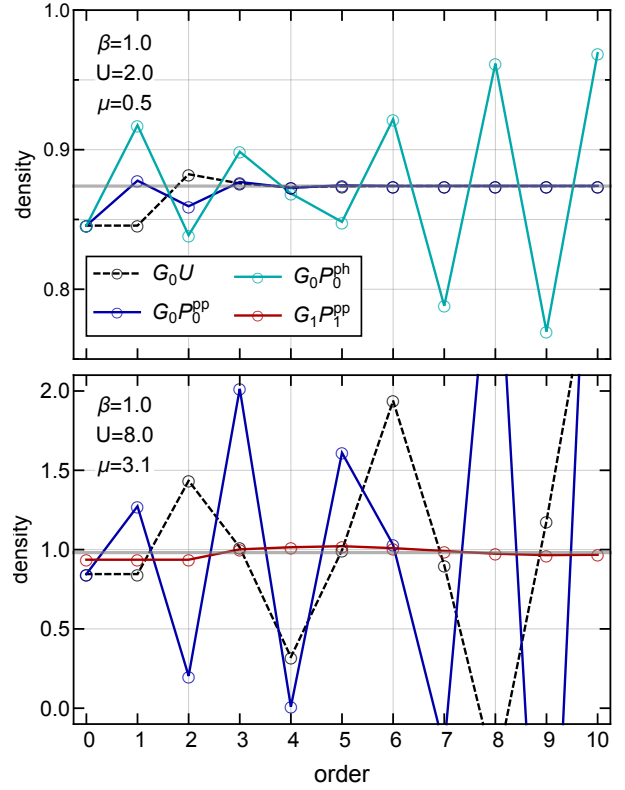 1.0
β=1.0
U=2.0
μ=0.5
0.9
density
0.8
G₀U
G₀P₀ᵖʰ
G₀P₀ᵖᵖ
G₁P₁ᵖᵖ
2.0
β=1.0
U=8.0
μ=3.1
1.5
density
1.0
0.5
0.0
0 1 2 3 4 5 6 7 8 9 10
order